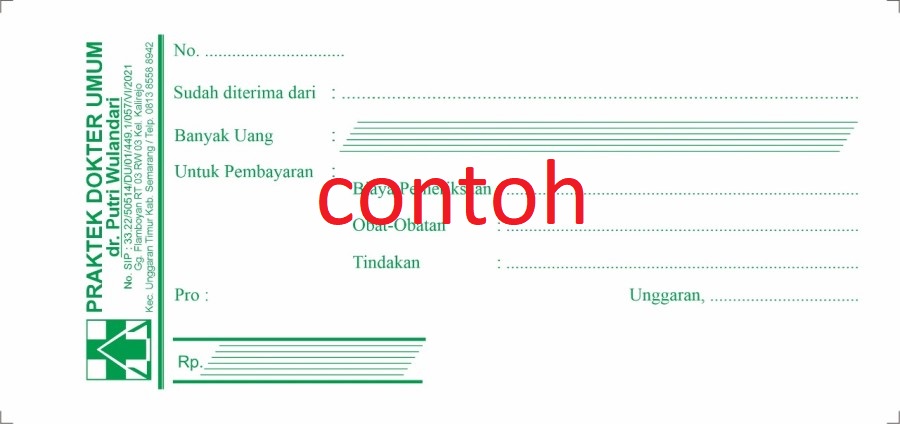 PRAKTEK DOKTER UMUM
dr. Putri Wulandari
No. SIP : 33.22/50514/DU/01/449.1/057/VI/2021
Gg. Flamboyan RT 03 RW 03 Kel. Kalirejo
Kec. Unggaran Timur Kab. Semarang / Telp. 0813 8558 8942
No. ................................
Sudah diterima dari : ................................................................
Banyak Uang :
Untuk Pembayaran :
Biaya Pemeriksaan : ................................................................
contoh
Obat-Obatan : ................................................................
Tindakan : ................................................................
Pro : Unggaran, ................................
Rp.